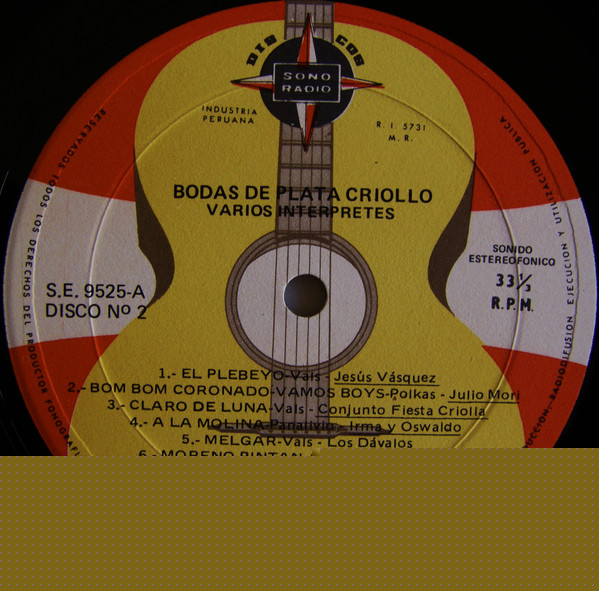 DISCOS
SONO
RADIO
INDUSTRIA
PERUANA
R. I. 5731
M. R.
BODAS DE PLATA CRIOLLO
VARIOS INTERPRETES
SONIDO
ESTEREOFONICO
33⅓
R.P.M.
S.E. 9525-A
DISCO Nº 2
1.- EL PLEBEYO-Vals - Jesús Vásquez
2.- BOM BOM CORONADO-VAMOS BOYS-Polkas - Julio Mori
3.- CLARO DE LUNA-Vals - Conjunto Fiesta Criolla
4.- A LA MOLINA-Panalivio - Irma y Oswaldo
5.- MELGAR-Vals - Los Dávalos
6.- MORENO
RESERVADOS TODOS LOS DERECHOS DEL PRODUCTOR
RADIODIFUSION EJECUCION Y UTILIZACION PUBLICA